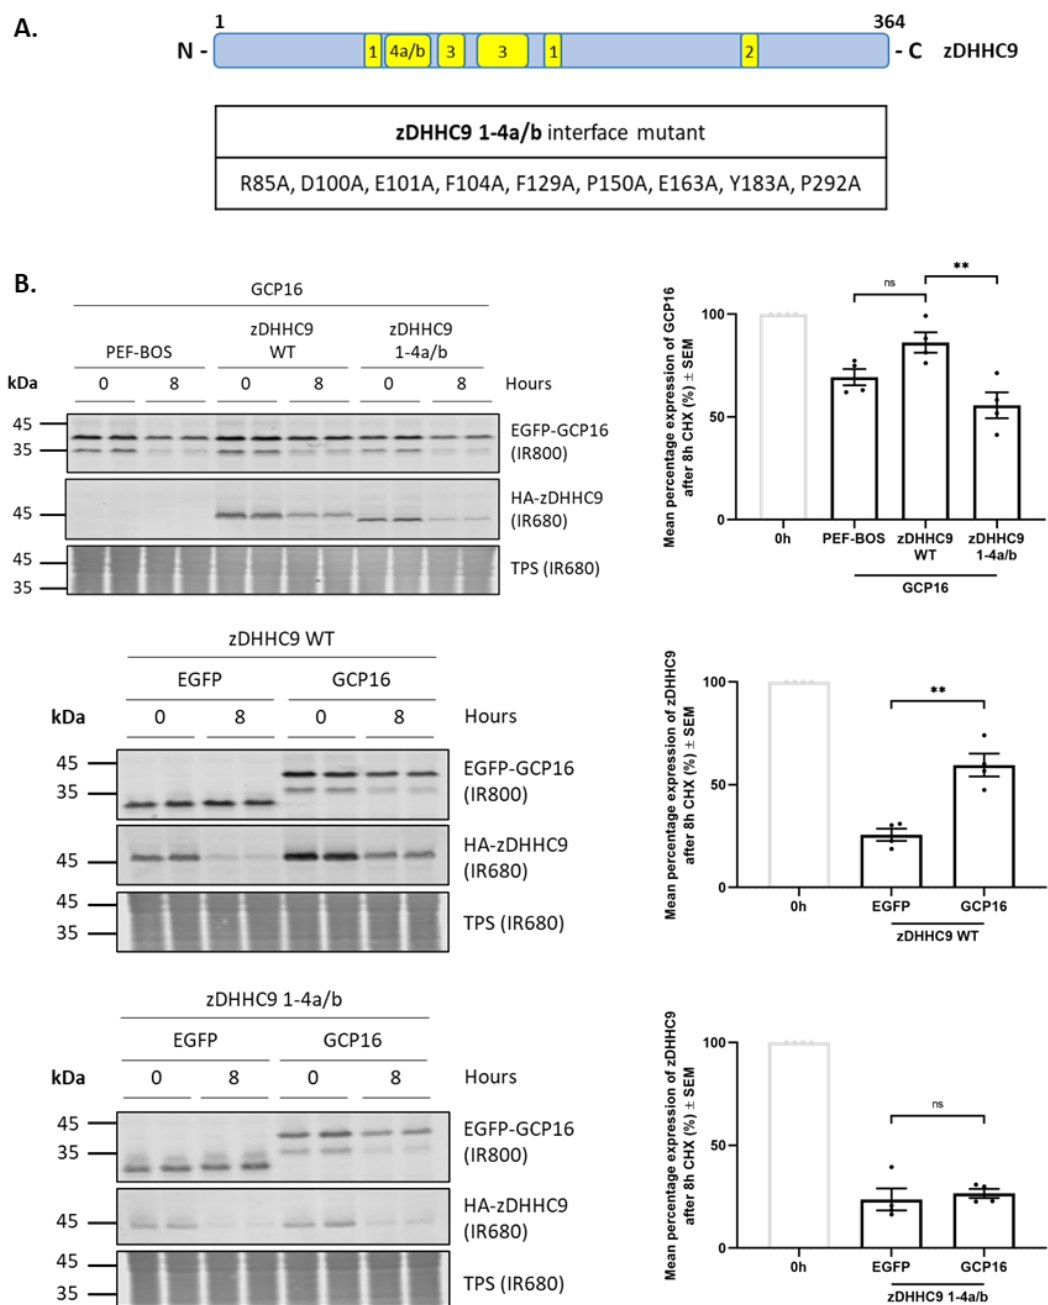 A.
1 364
N - 1 4a/b 3 3 1 2 - C zDHHC9
zDHHC9 1-4a/b interface mutant
R85A, D100A, E101A, F104A, F129A, P150A, E163A, Y183A, P292A
B.
GCP16
PEF-BOS zDHHC9 WT zDHHC9 1-4a/b
kDa 0 8 0 8 0 8 Hours
45
35
EGFP-GCP16
(IR800)
45
HA-zDHHC9
(IR680)
45
35
TPS (IR680)
Mean percentage expression of GCP16
after 8h CHX (%) ± SEM
100
50
0
ns
**
0h PEF-BOS zDHHC9 WT zDHHC9 1-4a/b
GCP16
zDHHC9 WT
EGFP GCP16
kDa 0 8 0 8 Hours
45
35
EGFP-GCP16
(IR800)
45
HA-zDHHC9
(IR680)
45
35
TPS (IR680)
Mean percentage expression of zDHHC9
after 8h CHX (%) ± SEM
100
50
0
**
0h EGFP GCP16
zDHHC9 WT
zDHHC9 1-4a/b
EGFP GCP16
kDa 0 8 0 8 Hours
45
35
EGFP-GCP16
(IR800)
45
HA-zDHHC9
(IR680)
45
35
TPS (IR680)
Mean percentage expression of zDHHC9
after 8h CHX (%) ± SEM
100
50
0
ns
0h EGFP GCP16
zDHHC9 1-4a/b